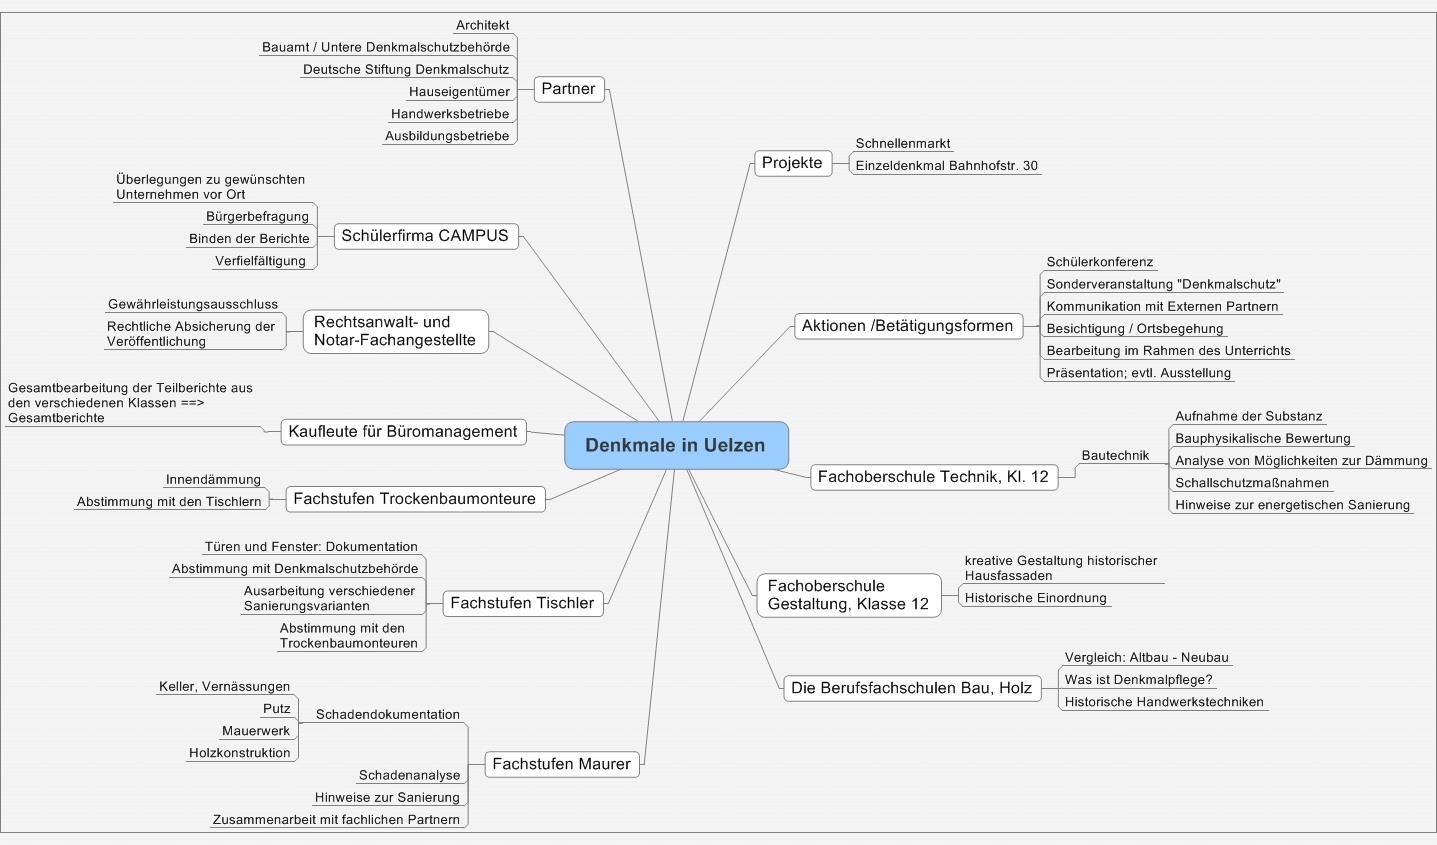 Denkmale in Uelzen
Partner
Architekt
Bauamt / Untere Denkmalschutzbehörde
Deutsche Stiftung Denkmalschutz
Hauseigentümer
Handwerksbetriebe
Ausbildungsbetriebe
Schülerfirma CAMPUS
Überlegungen zu gewünschten
Unternehmen vor Ort
Bürgerbefragung
Binden der Berichte
Verfielfältigung
Rechtsanwalt- und
Notar-Fachangestellte
Gewährleistungsausschluss
Rechtliche Absicherung der
Veröffentlichung
Kaufleute für Büromanagement
Gesamtbearbeitung der Teilberichte aus
den verschiedenen Klassen ==>
Gesamtberichte
Fachstufen Trockenbaumonteure
Innendämmung
Abstimmung mit den Tischlern
Fachstufen Tischler
Türen und Fenster: Dokumentation
Abstimmung mit Denkmalschutzbehörde
Ausarbeitung verschiedener
Sanierungsvarianten
Abstimmung mit den
Trockenbaumonteuren
Fachstufen Maurer
Schadendokumentation
Keller, Vernässungen
Putz
Mauerwerk
Holzkonstruktion
Schadenanalyse
Hinweise zur Sanierung
Zusammenarbeit mit fachlichen Partnern
Projekte
Schnellenmarkt
Einzeldenkmal Bahnhofstr. 30
Aktionen /Betätigungsformen
Schülerkonferenz
Sonderveranstaltung "Denkmalschutz"
Kommunikation mit Externen Partnern
Besichtigung / Ortsbegehung
Bearbeitung im Rahmen des Unterrichts
Präsentation; evtl. Ausstellung
Fachoberschule Technik, Kl. 12
Bautechnik
Aufnahme der Substanz
Bauphysikalische Bewertung
Analyse von Möglichkeiten zur Dämmung
Schallschutzmaßnahmen
Hinweise zur energetischen Sanierung
Fachoberschule
Gestaltung, Klasse 12
kreative Gestaltung historischer
Hausfassaden
Historische Einordnung
Die Berufsfachschulen Bau, Holz
Vergleich: Altbau - Neubau
Was ist Denkmalpflege?
Historische Handwerkstechniken